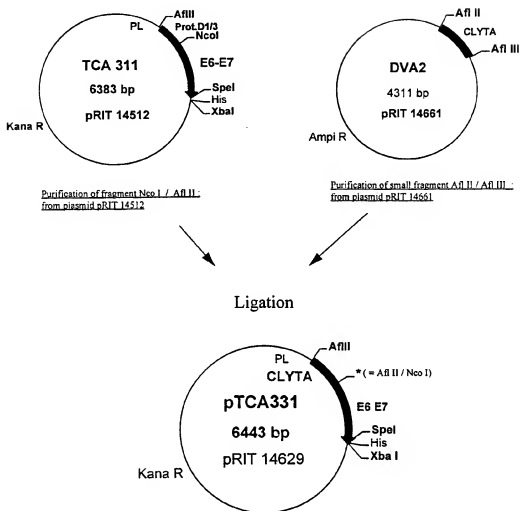 AflII
Prot.D1/3
PL
NcoI
TCA 311
E6-E7
6383 bp
pRIT 14512
SpeI
His
XbaI
Kana R
Afl II
CLYTA
Afl III
DVA2
4311 bp
pRIT 14661
Ampi R
Purification of fragment Nco I / Afl II :
from plasmid pRIT 14512
Purification of small fragment Afl II / Afl III :
from plasmid pRIT 14661
Ligation
AflII
PL
CLYTA
* ( = Afl II / Nco I)
pTCA331
E6 E7
6443 bp
pRIT 14629
SpeI
His
Xba I
Kana R